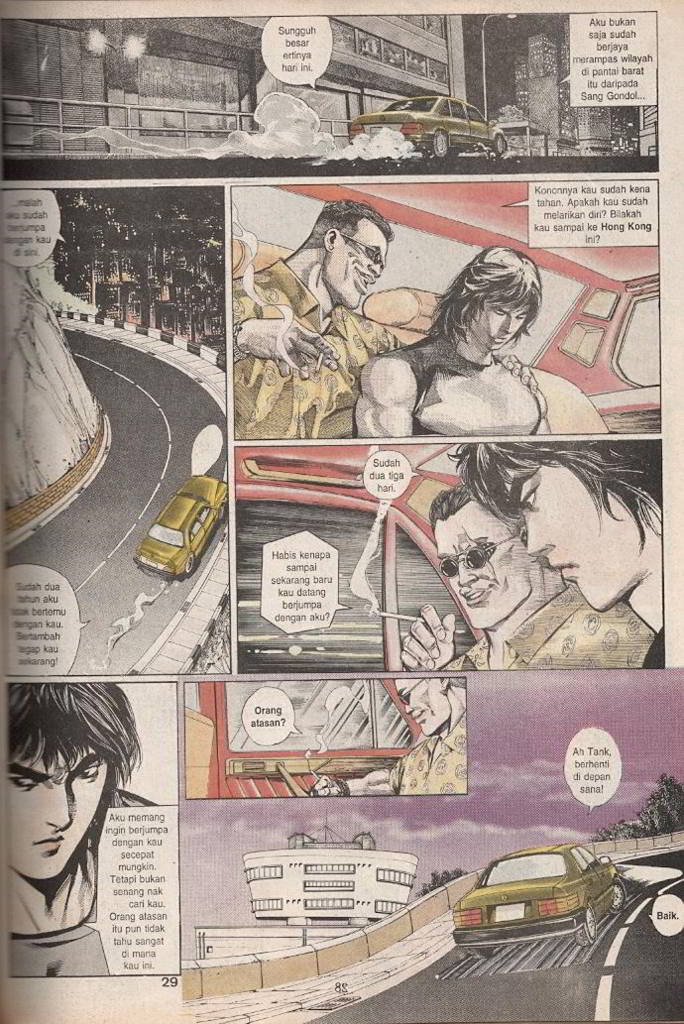 Sungguh
besar
ertinya
hari ini.
Aku bukan
saja sudah
berjaya
merampas wilayah
di pantai barat
itu daripada
Sang Gondol...
...malah
aku sudah
berjumpa
dengan kau
di sini.
Sudah dua
tahun aku
tidak bertemu
dengan kau.
Bertambah
tegap kau
sekarang!
Kononnya kau sudah kena
tahan. Apakah kau sudah
melarikan diri? Bilakah
kau sampai ke Hong Kong
ini?
Sudah
dua tiga
hari.
Habis kenapa
sampai
sekarang baru
kau datang
berjumpa
dengan aku?
Aku memang
ingin berjumpa
dengan kau
secepat
mungkin.
Tetapi bukan
senang nak
cari kau.
Orang atasan
itu pun tidak
tahu sangat
di mana
kau ini.
Orang
atasan?
Ah Tank,
berhenti
di depan
sana!
Baik.
29
28